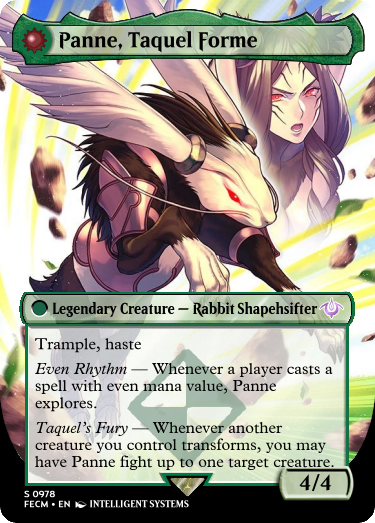 Panne, Taquel Forme
Legendary Creature — Rabbit Shapehsifter
Trample, haste
Even Rhythm — Whenever a player casts a
spell with even mana value, Panne
explores.
Taquel's Fury — Whenever another
creature you control transforms, you may
have Panne fight up to one target creature.
4/4
S 0978
FECM • EN INTELLIGENT SYSTEMS